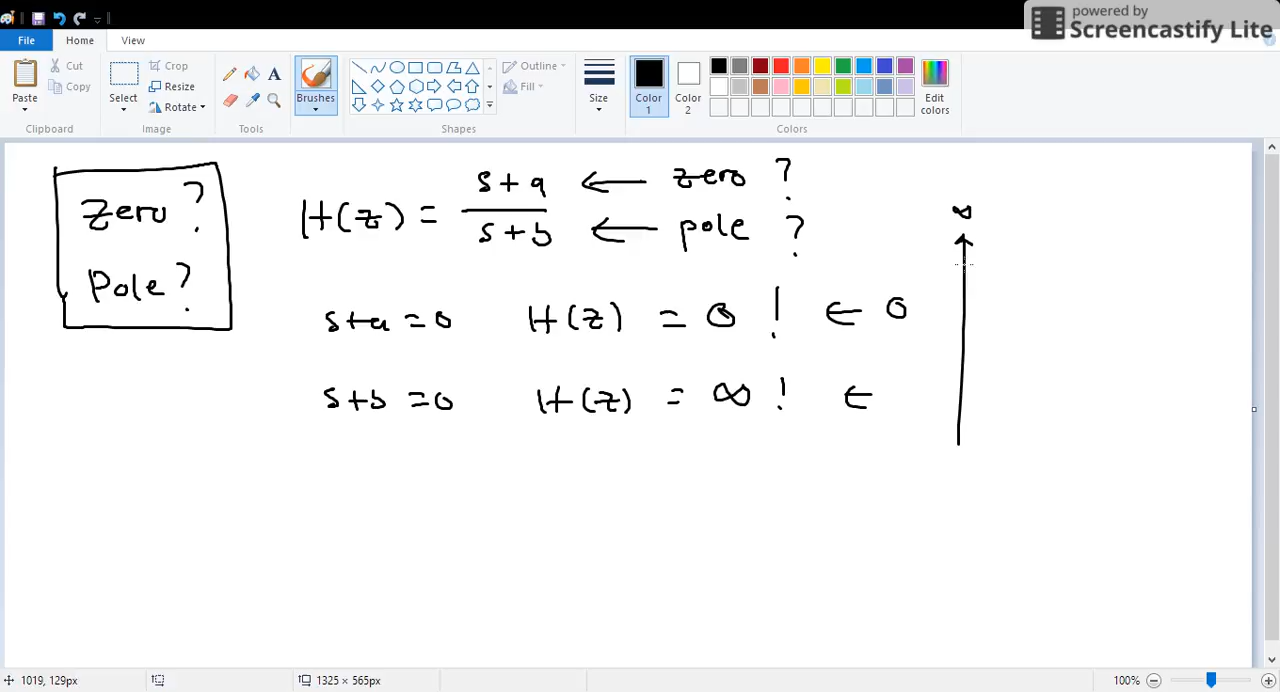 powered by
Screencastify Lite
File Home View
Paste Cut Copy Select Crop Resize Rotate Brushes Outline Fill Size Color 1 Color 2 Edit colors
Clipboard Image Tools Shapes Colors
Zero ?
Pole ?
H(z) = s+a ← zero ?
s+b ← pole ?
∞
s+a = 0 H(z) = 0 ! ← 0
s+b = 0 H(z) = ∞ ! ←
1019, 129px 1325 × 565px 100%